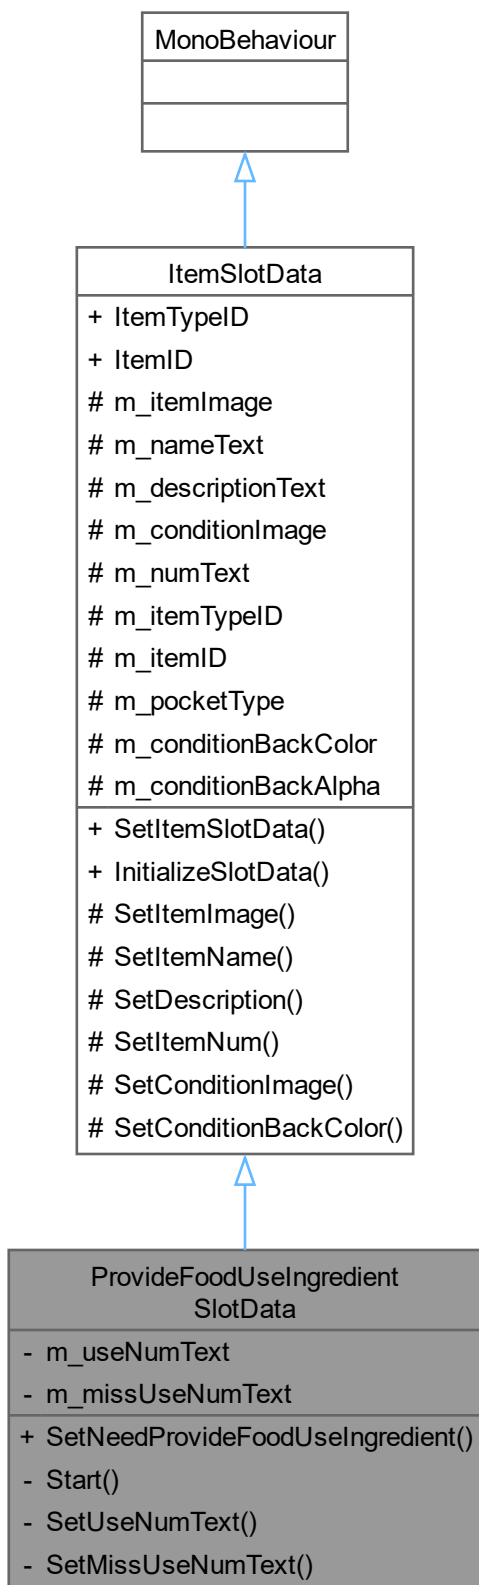 MonoBehaviour
ItemSlotData
+ ItemTypeID
+ ItemID
# m_itemImage
# m_nameText
# m_descriptionText
# m_conditionImage
# m_numText
# m_itemTypeID
# m_itemID
# m_pocketType
# m_conditionBackColor
# m_conditionBackAlpha
+ SetItemSlotData()
+ InitializeSlotData()
# SetItemImage()
# SetItemName()
# SetDescription()
# SetItemNum()
# SetConditionImage()
# SetConditionBackColor()
ProvideFoodUseIngredient
SlotData
- m_useNumText
- m_missUseNumText
+ SetNeedProvideFoodUseIngredient()
- Start()
- SetUseNumText()
- SetMissUseNumText()